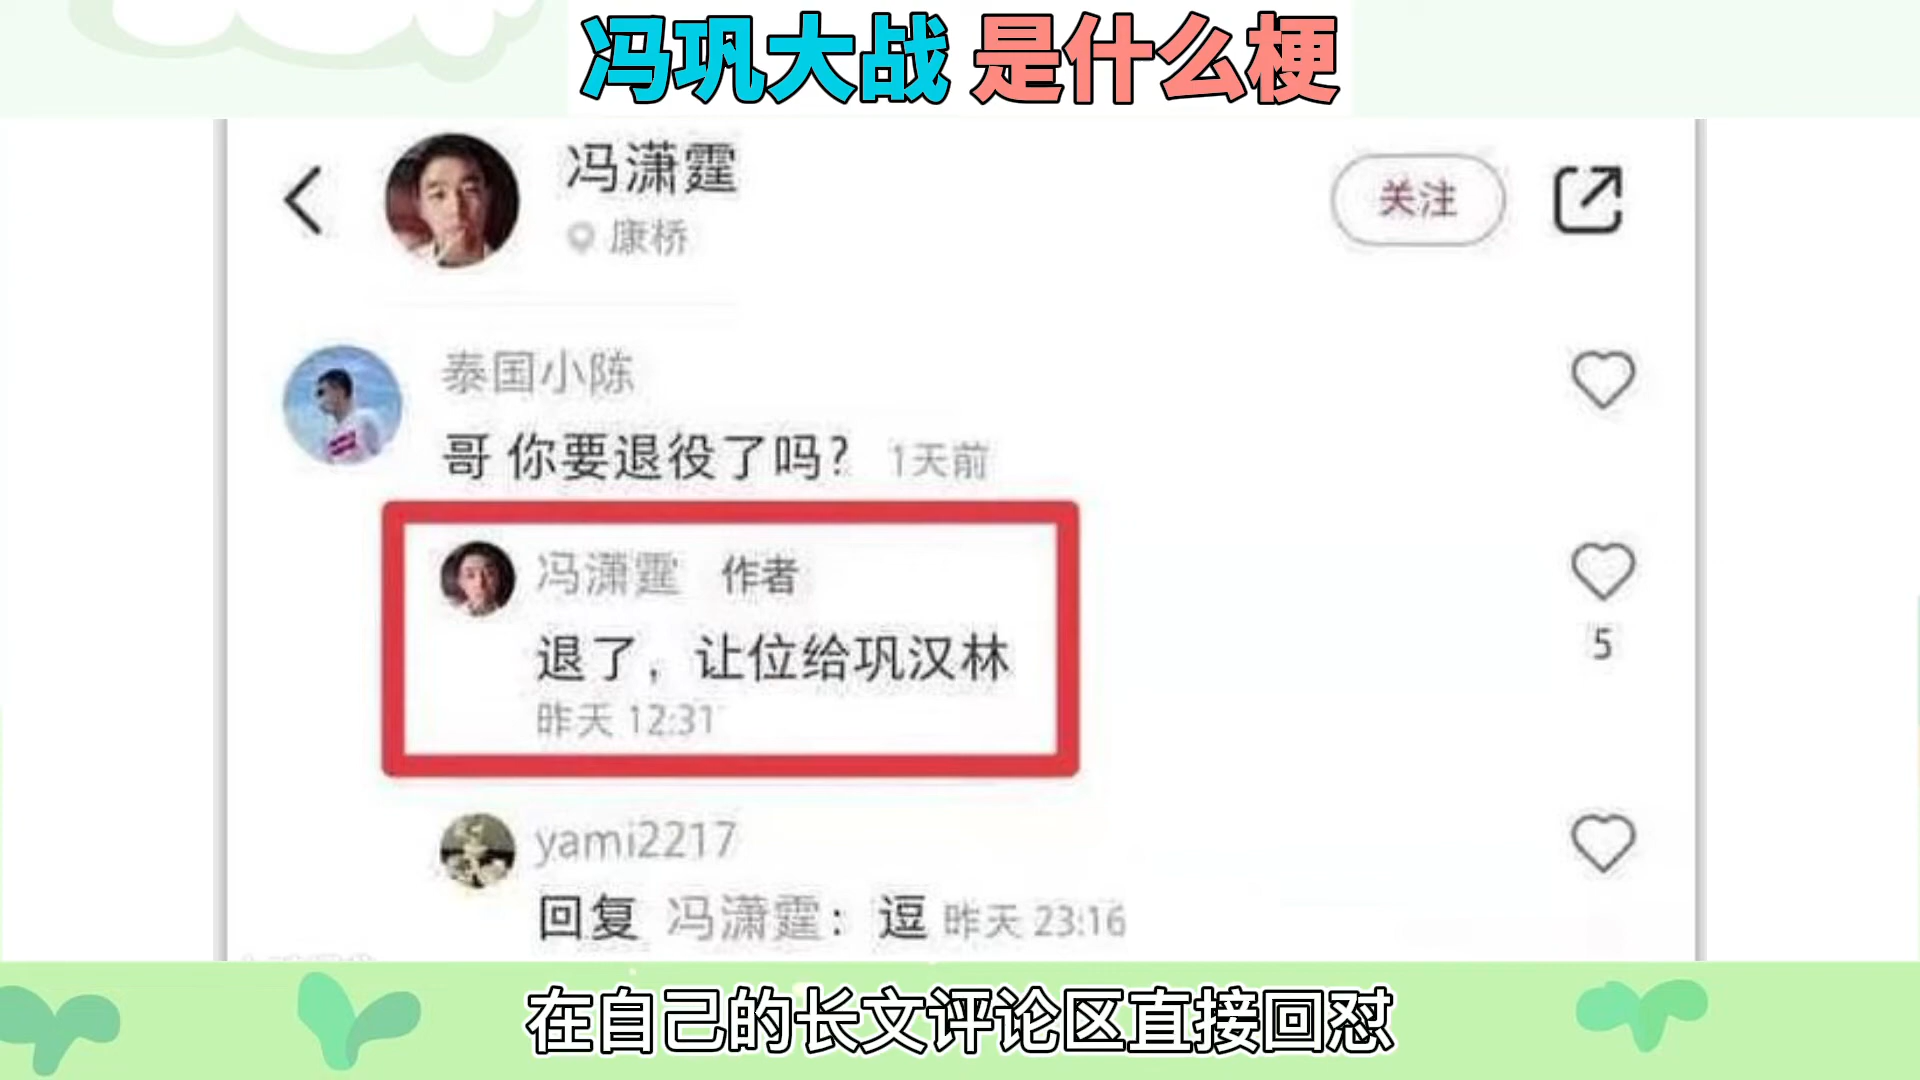 冯巩大战 是什么梗
冯潇霆
康桥
关注
泰国小陈
哥 你要退役了吗? 1天前
冯潇霆 作者
退了，让位给巩汉林
昨天 12:31
5
yami2217
回复 冯潇霆：逗 昨天 23:16
在自己的长文评论区直接回怼